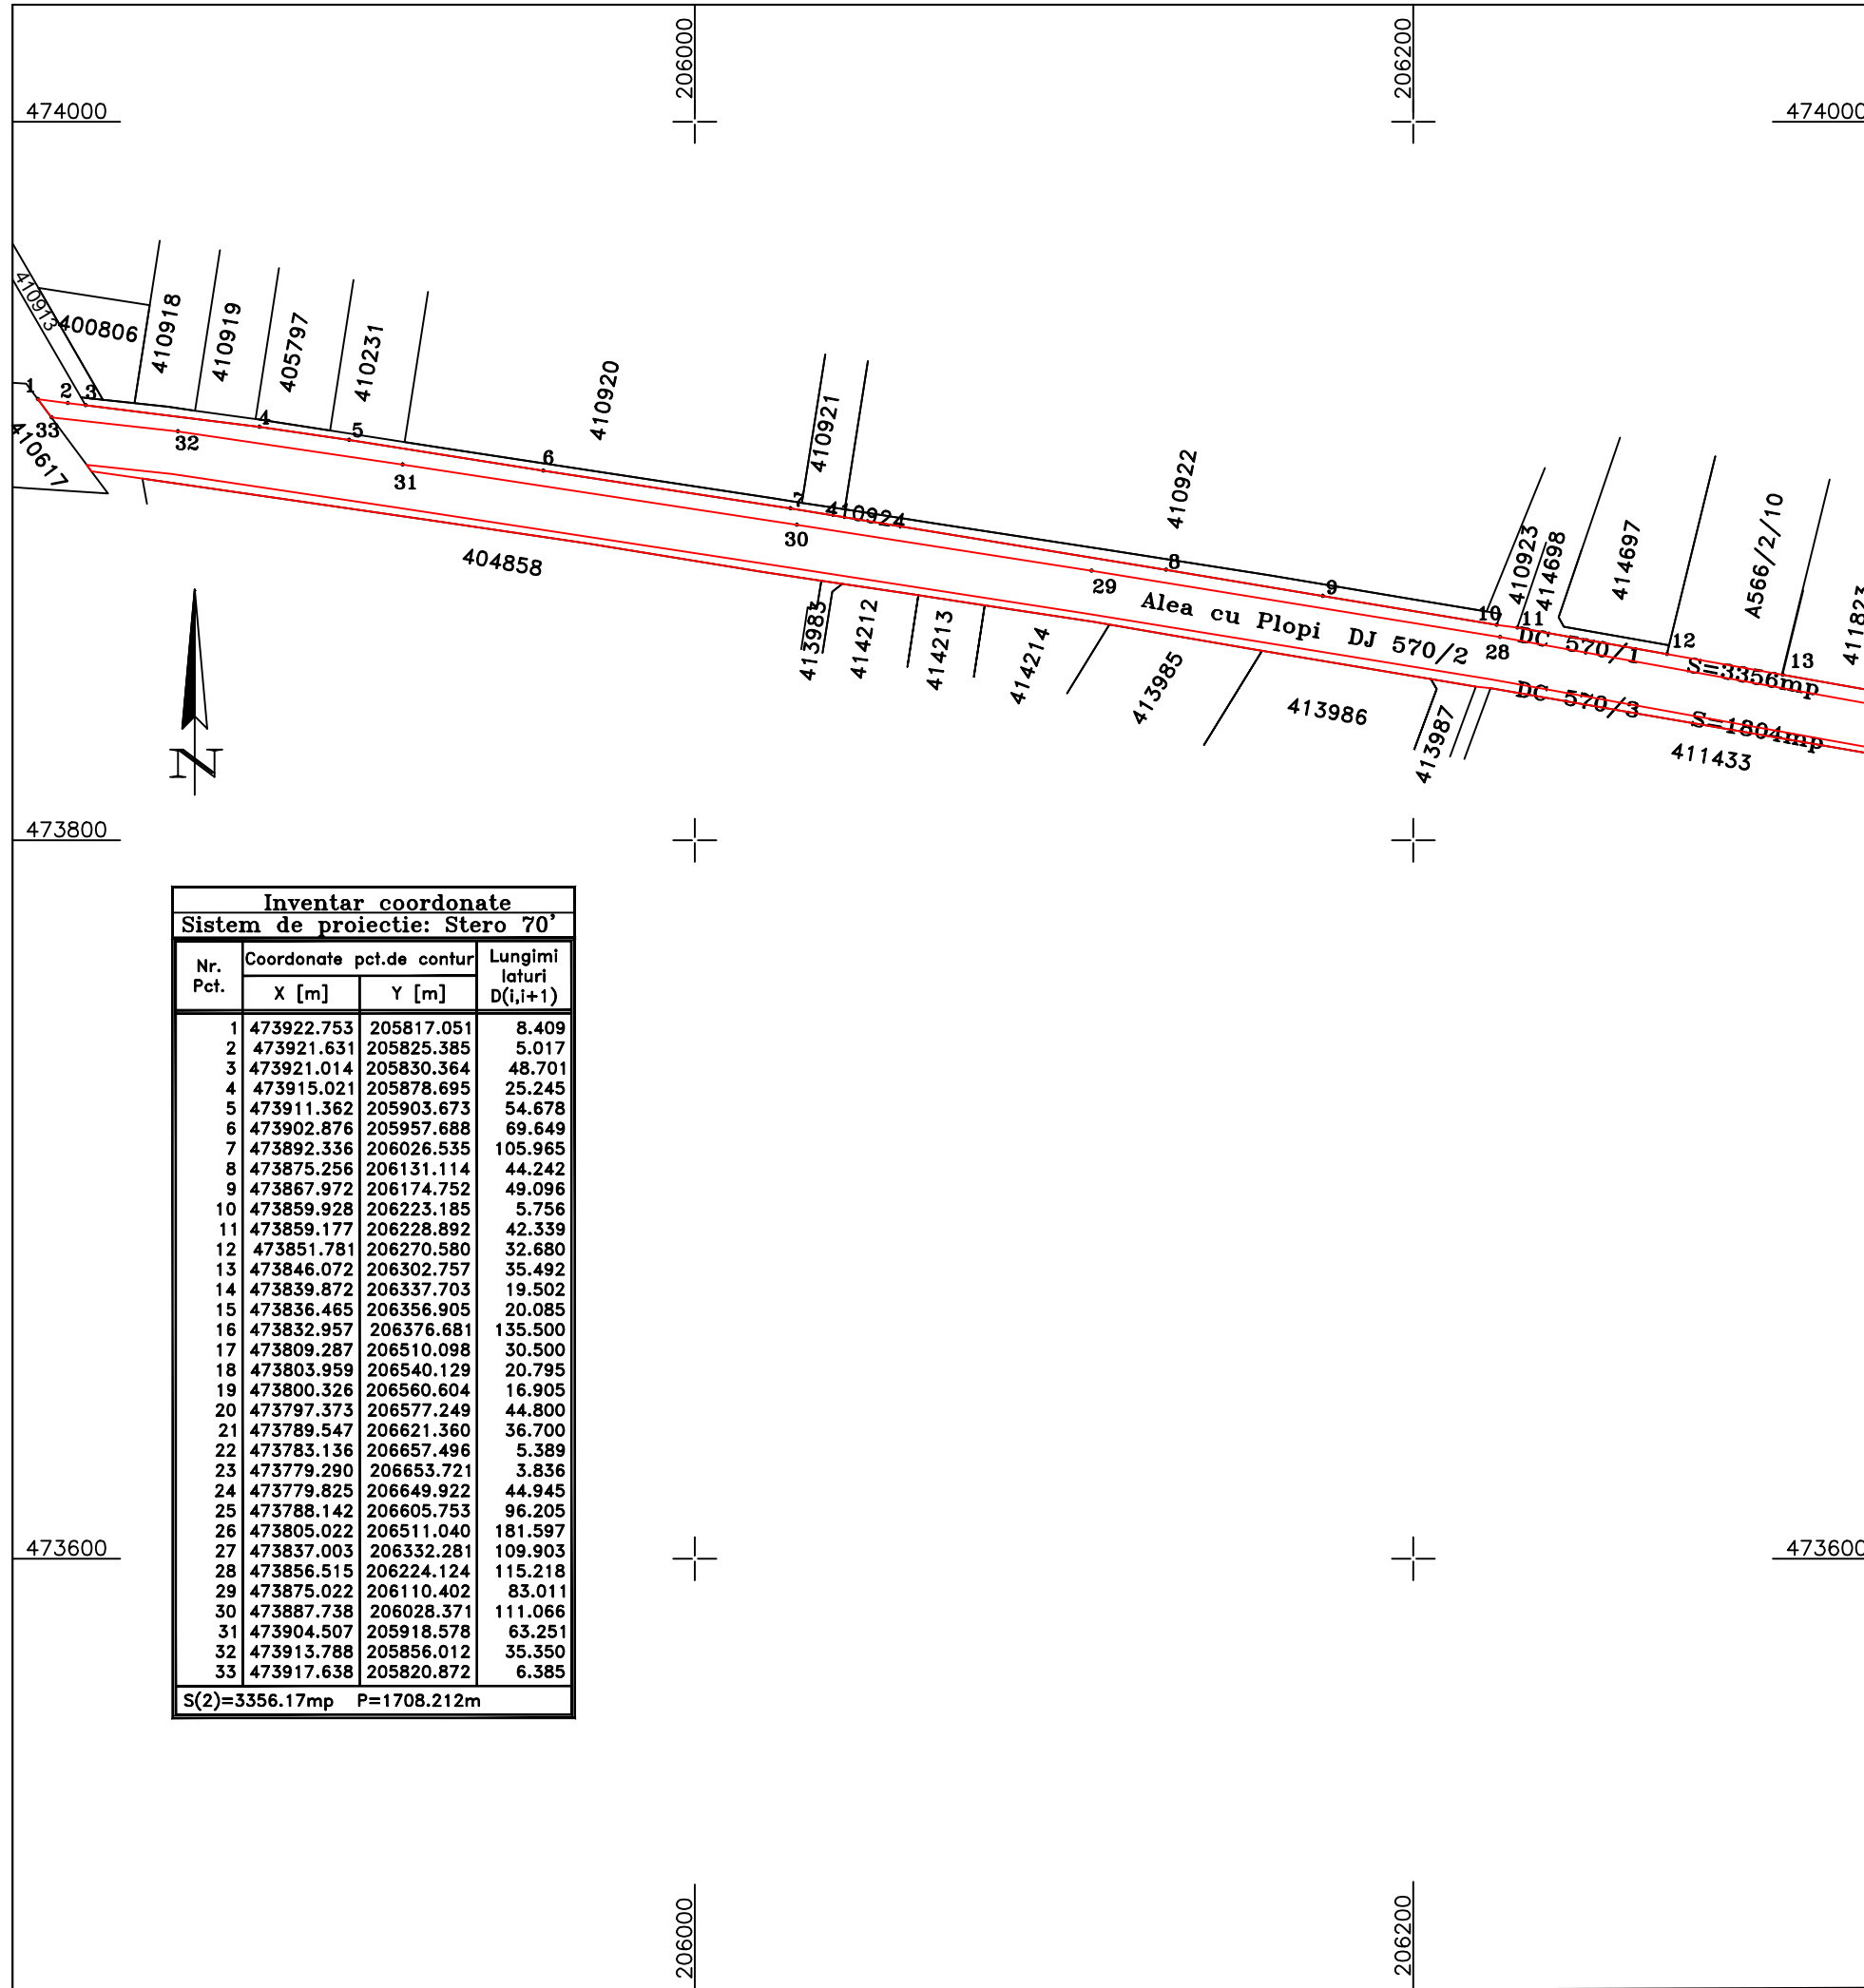 206000
206200
474000
474000
410913
400806
410918
410919
405797
410231
410920
410921
410924
410922
410923
414698
414697
A566/2/10
411823
1
2
3
4
5
6
7
8
9
10
11
12
13
33
32
31
30
29
28
410617
404858
Alea cu Plopi DJ 570/2
DC 570/1 S=3356mp
DC 570/3 S=1804mp
413983
414212
414213
414214
413985
413986
413987
411433
N
473800
Inventar coordonate
Sistem de proiectie: Stero 70'
Nr. Pct. Coordonate pct.de contur Lungimi laturi D(i,i+1)
X [m] Y [m]
1 473922.753 205817.051 8.409
2 473921.631 205825.385 5.017
3 473921.014 205830.364 48.701
4 473915.021 205878.695 25.245
5 473911.362 205903.673 54.678
6 473902.876 205957.688 69.649
7 473892.336 206026.535 105.965
8 473875.256 206131.114 44.242
9 473867.972 206174.752 49.096
10 473859.928 206223.185 5.756
11 473859.177 206228.892 42.339
12 473851.781 206270.580 32.680
13 473846.072 206302.757 35.492
14 473839.872 206337.703 19.502
15 473836.465 206356.905 20.085
16 473832.957 206376.681 135.500
17 473809.287 206510.098 30.500
18 473803.959 206540.129 20.795
19 473800.326 206560.604 16.905
20 473797.373 206577.249 44.800
21 473789.547 206621.360 36.700
22 473783.136 206657.496 5.389
23 473779.290 206653.721 3.836
24 473779.825 206649.922 44.945
25 473788.142 206605.753 96.205
26 473805.022 206511.040 181.597
27 473837.003 206332.281 109.903
28 473856.515 206224.124 115.218
29 473875.022 206110.402 83.011
30 473887.738 206028.371 111.066
31 473904.507 205918.578 63.251
32 473913.788 205856.012 35.350
33 473917.638 205820.872 6.385
S(2)=3356.17mp P=1708.212m
473600
473600
206000
206200